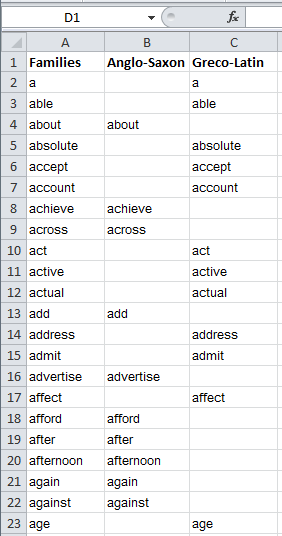 D1 fx
A B C
1 Families Anglo-Saxon Greco-Latin
2 a a
3 able able
4 about about
5 absolute absolute
6 accept accept
7 account account
8 achieve achieve
9 across across
10 act act
11 active active
12 actual actual
13 add add
14 address address
15 admit admit
16 advertise advertise
17 affect affect
18 afford afford
19 after after
20 afternoon afternoon
21 again again
22 against against
23 age age